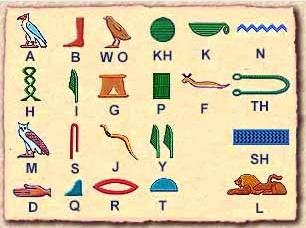 A B WO KH K N
H I G P F TH
M S J Y SH
D Q R T L